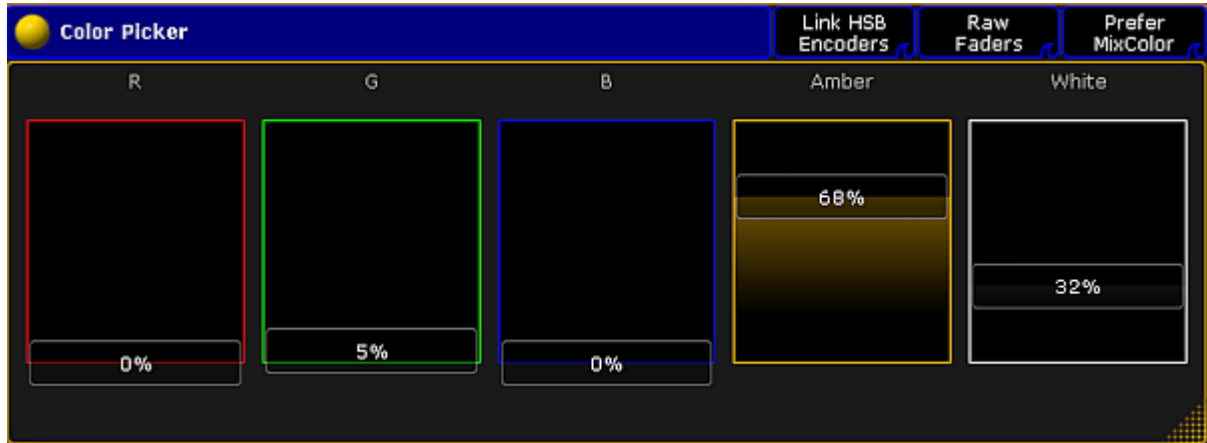 Color Picker
Link HSB
Encoders
Raw
Faders
Prefer
MixColor
R
G
B
Amber
White
0%
5%
0%
68%
32%